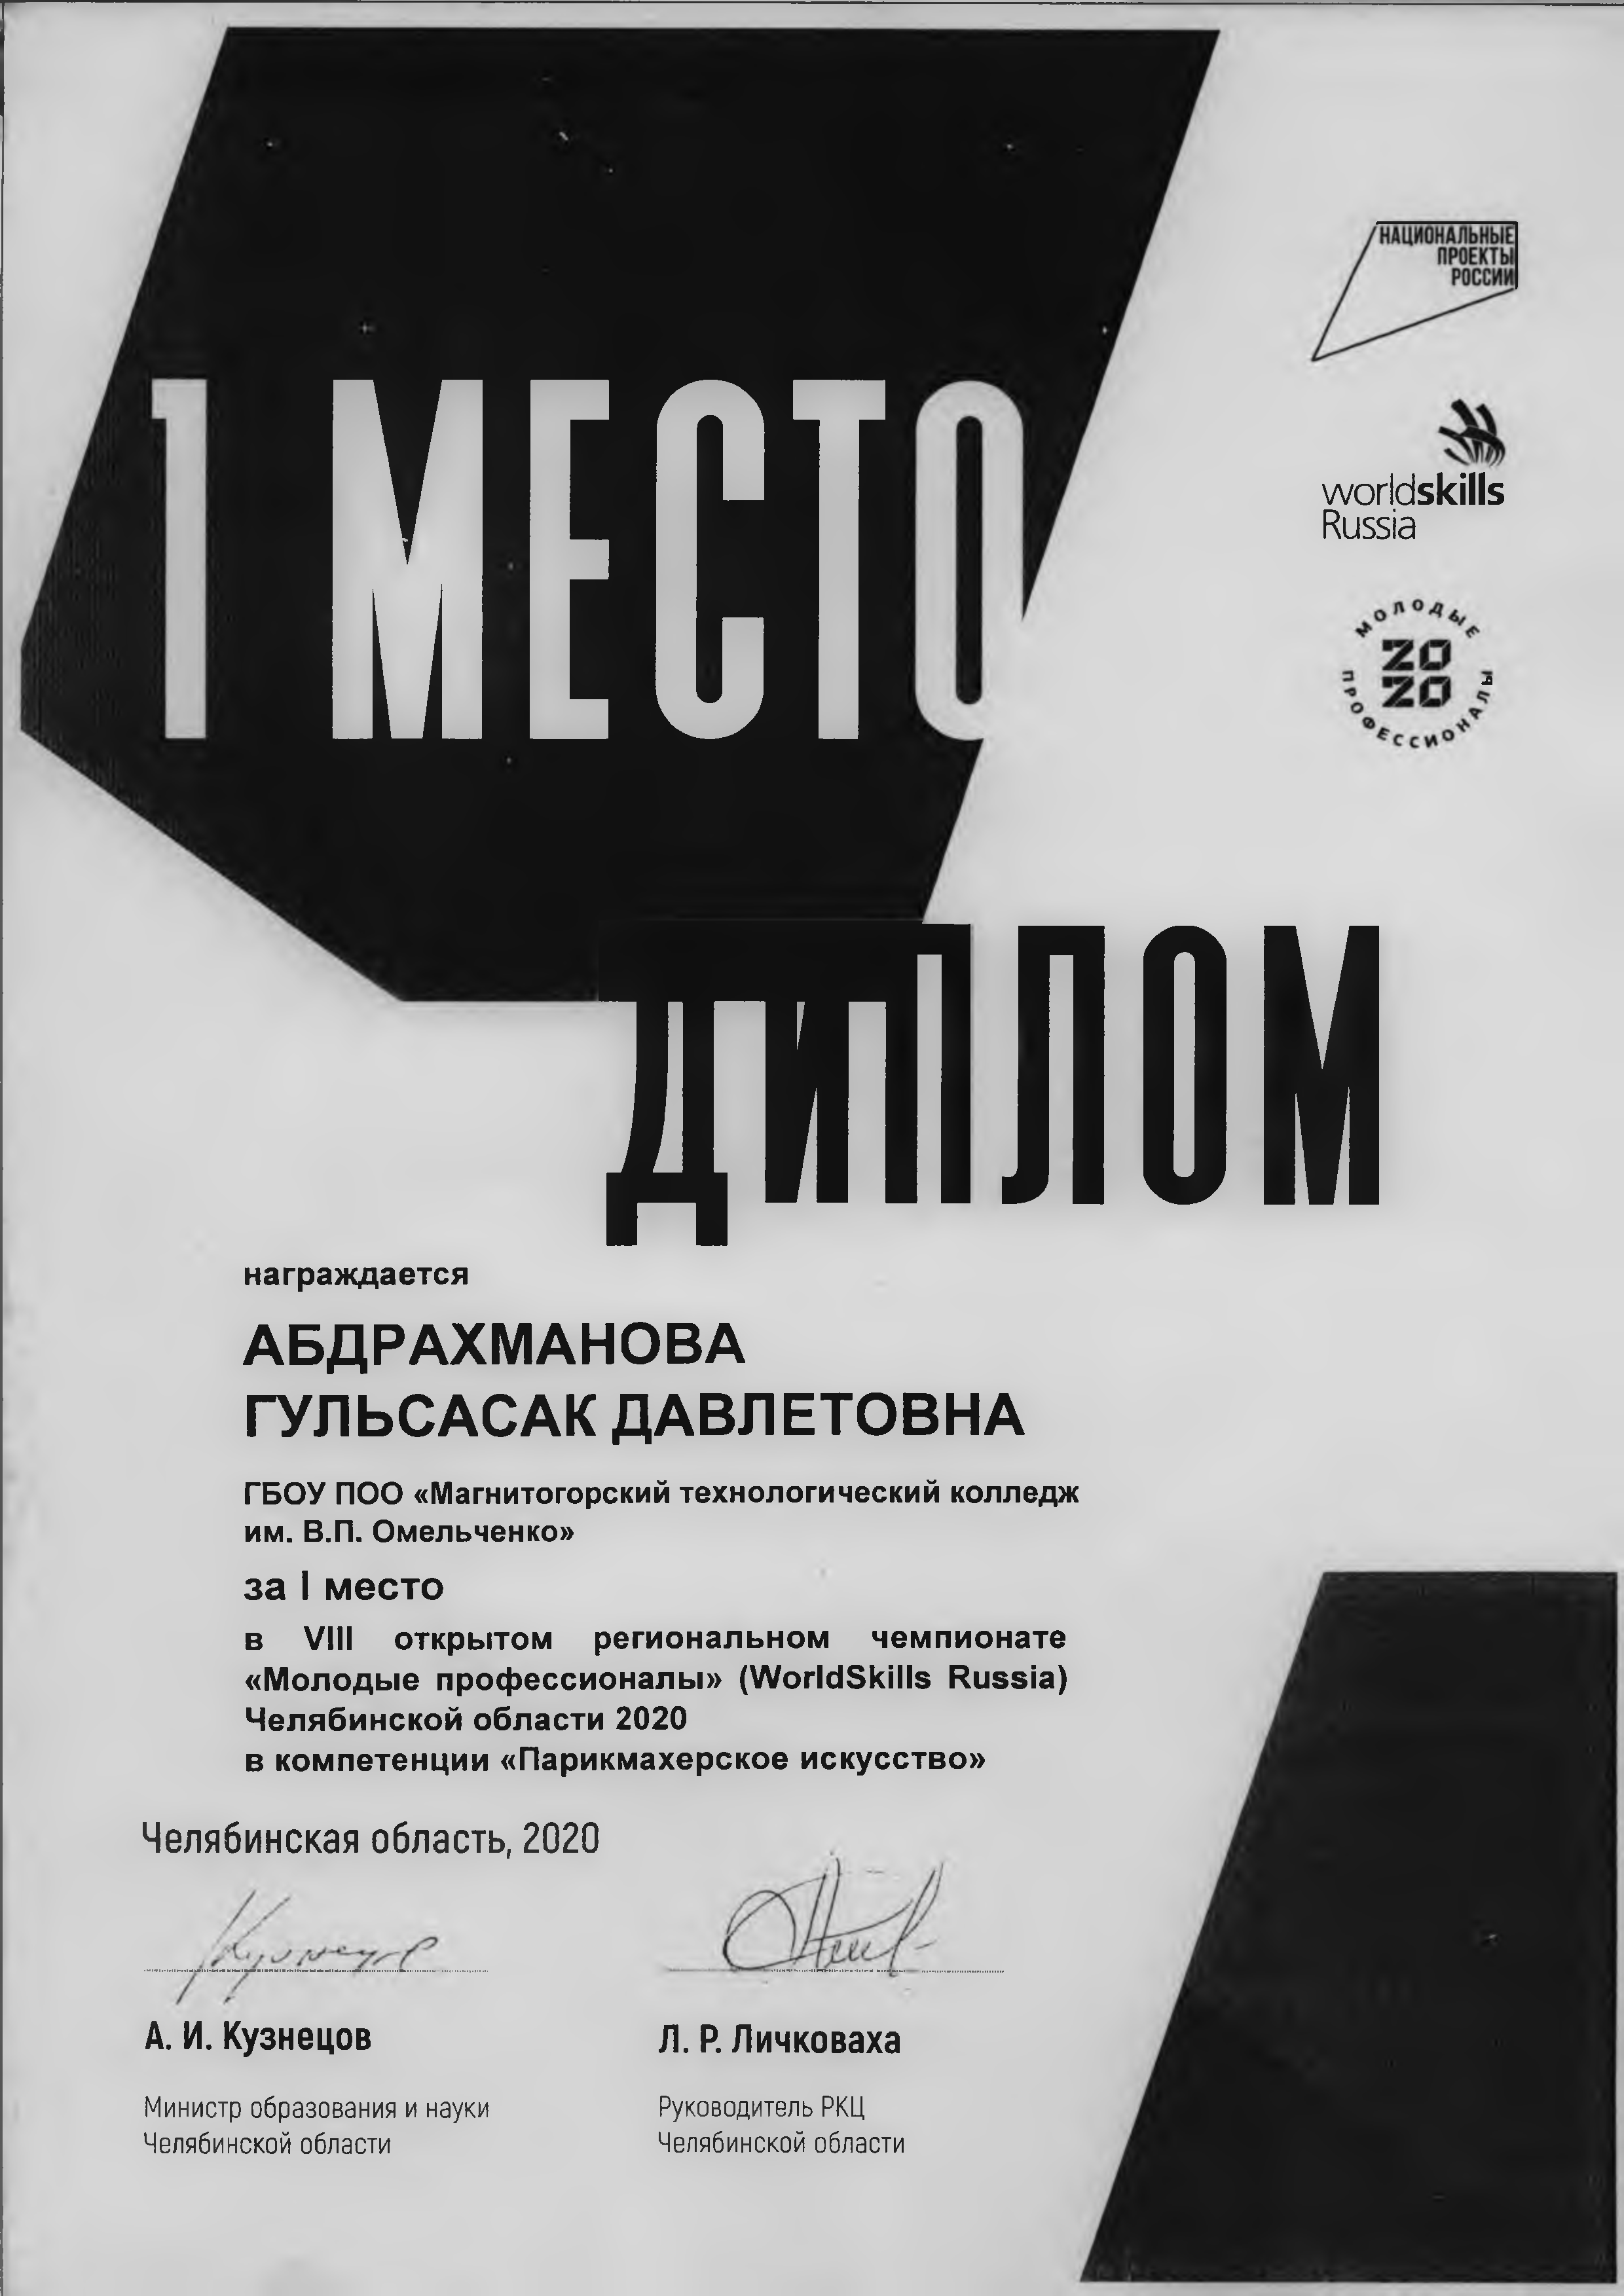 1 МЕСТО
НАЦИОНАЛЬНЫЕ
ПРОЕКТЫ
РОССИИ
worldskills
Russia
МОЛОДЫЕ
20
20
ПРОФЕССИОНАЛЫ
ДИПЛОМ
награждается
АБДРАХМАНОВА
ГУЛЬСАСАК ДАВЛЕТОВНА
ГБОУ ПОО «Магнитогорский технологический колледж
им. В.П. Омельченко»
за I место
в VIII открытом региональном чемпионате
«Молодые профессионалы» (WorldSkills Russia)
Челябинской области 2020
в компетенции «Парикмахерское искусство»
Челябинская область, 2020
А. И. Кузнецов
Л. Р. Личковаха
Министр образования и науки
Челябинской области
Руководитель РКЦ
Челябинской области